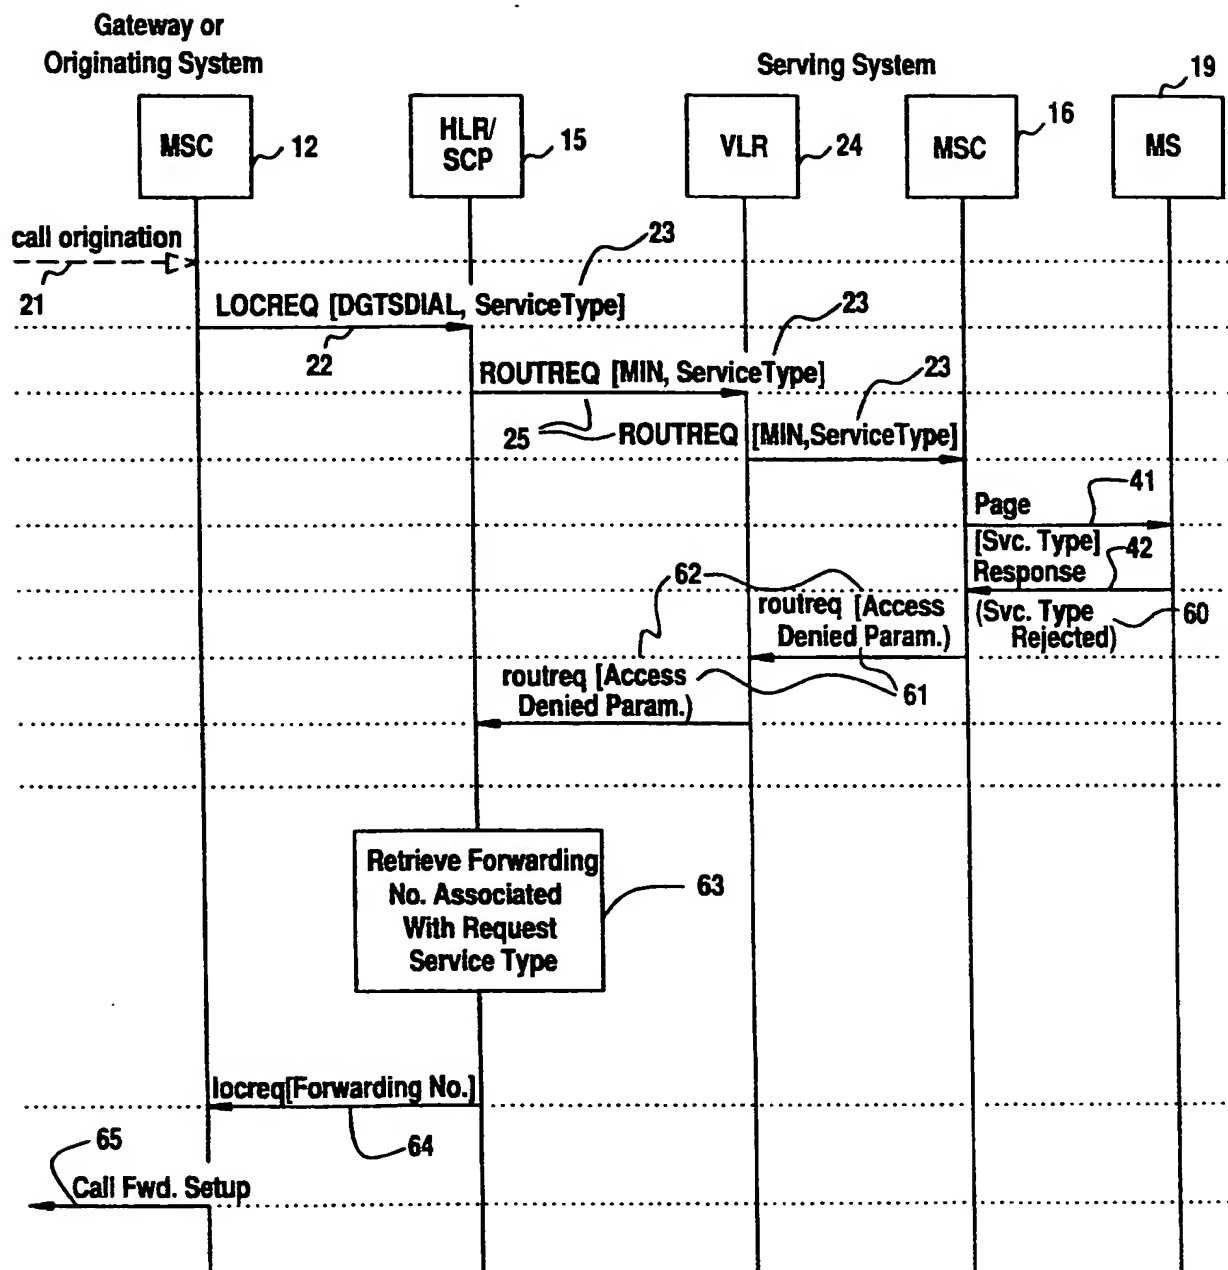 Gateway or
Originating System
Serving System
19
MSC
12
HLR/
SCP
15
VLR
24
MSC
16
MS
call origination
21
23
LOCREQ [DGTSDIAL, ServiceType]
22
23
ROUTREQ [MIN, ServiceType]
23
25
ROUTREQ [MIN,ServiceType]
41
Page
[Svc. Type]
42
Response
62
routreq [Access
Denied Param.)
(Svc. Type
Rejected)
60
routreq [Access
Denied Param.)
61
Retrieve Forwarding
No. Associated
With Request
Service Type
63
locreq[Forwarding No.]
64
65
Call Fwd. Setup